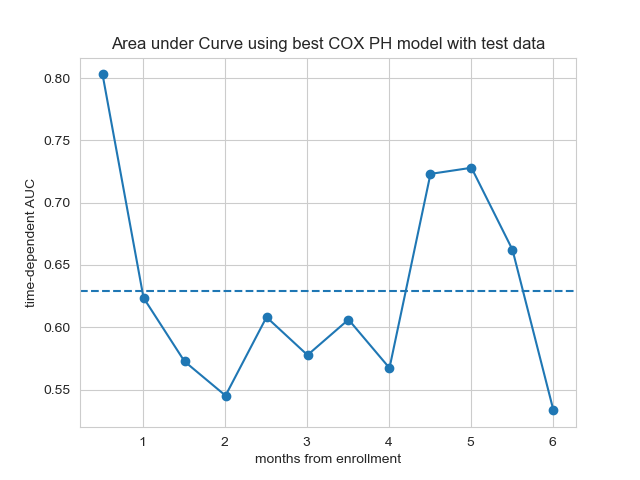 Area under Curve using best COX PH model with test data
0.80
0.75
0.70
0.65
0.60
0.55
time-dependent AUC
1 2 3 4 5 6
months from enrollment